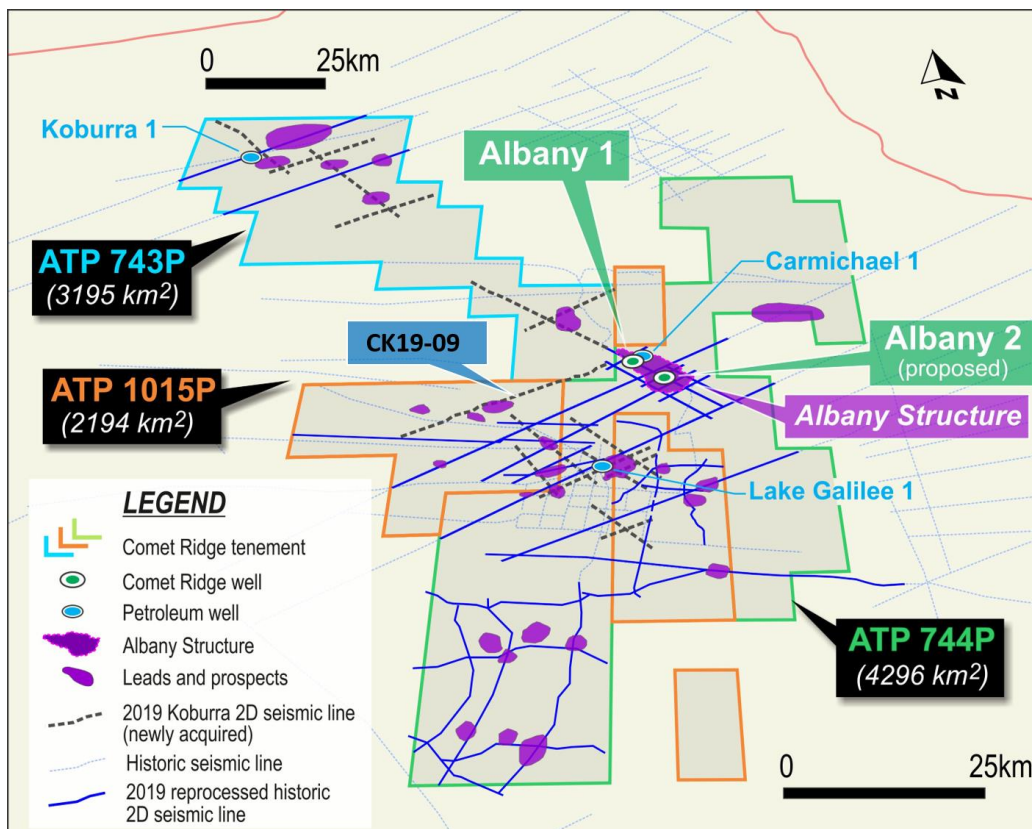 0 25km
N
Koburra 1
Albany 1
ATP 743P
(3195 km²)
Carmichael 1
CK19-09
Albany 2
(proposed)
ATP 1015P
(2194 km²)
Albany Structure
Lake Galilee 1
LEGEND
Comet Ridge tenement
Comet Ridge well
Petroleum well
Albany Structure
Leads and prospects
2019 Koburra 2D seismic line
(newly acquired)
Historic seismic line
2019 reprocessed historic
2D seismic line
ATP 744P
(4296 km²)
0 25km